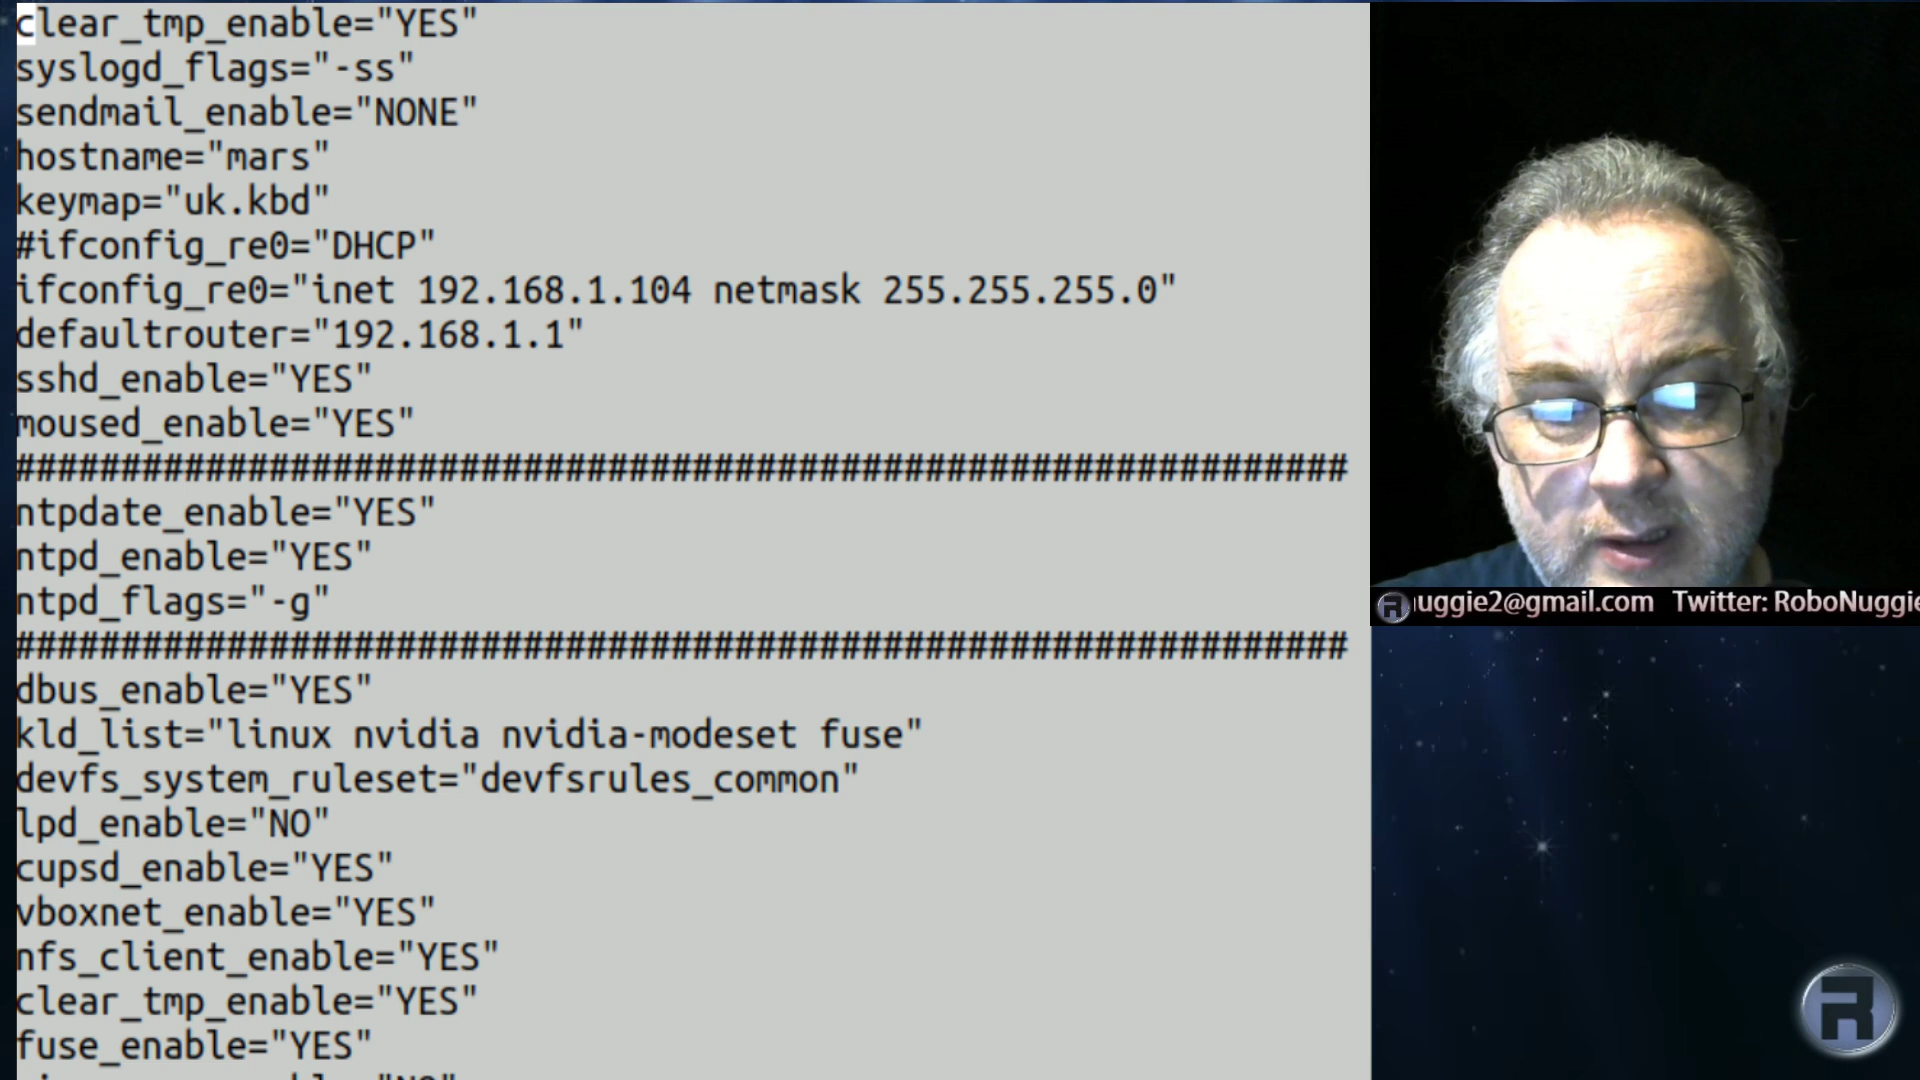 clear_tmp_enable="YES"
syslogd_flags="-ss"
sendmail_enable="NONE"
hostname="mars"
keymap="uk.kbd"
#ifconfig_re0="DHCP"
ifconfig_re0="inet 192.168.1.104 netmask 255.255.255.0"
defaultrouter="192.168.1.1"
sshd_enable="YES"
moused_enable="YES"
###############################################################
ntpdate_enable="YES"
ntpd_enable="YES"
ntpd_flags="-g"
###############################################################
dbus_enable="YES"
kld_list="linux nvidia nvidia-modeset fuse"
devfs_system_ruleset="devfsrules_common"
lpd_enable="NO"
cupsd_enable="YES"
vboxnet_enable="YES"
nfs_client_enable="YES"
clear_tmp_enable="YES"
fuse_enable="YES"
uggie2@gmail.com Twitter: RoboNuggie
R